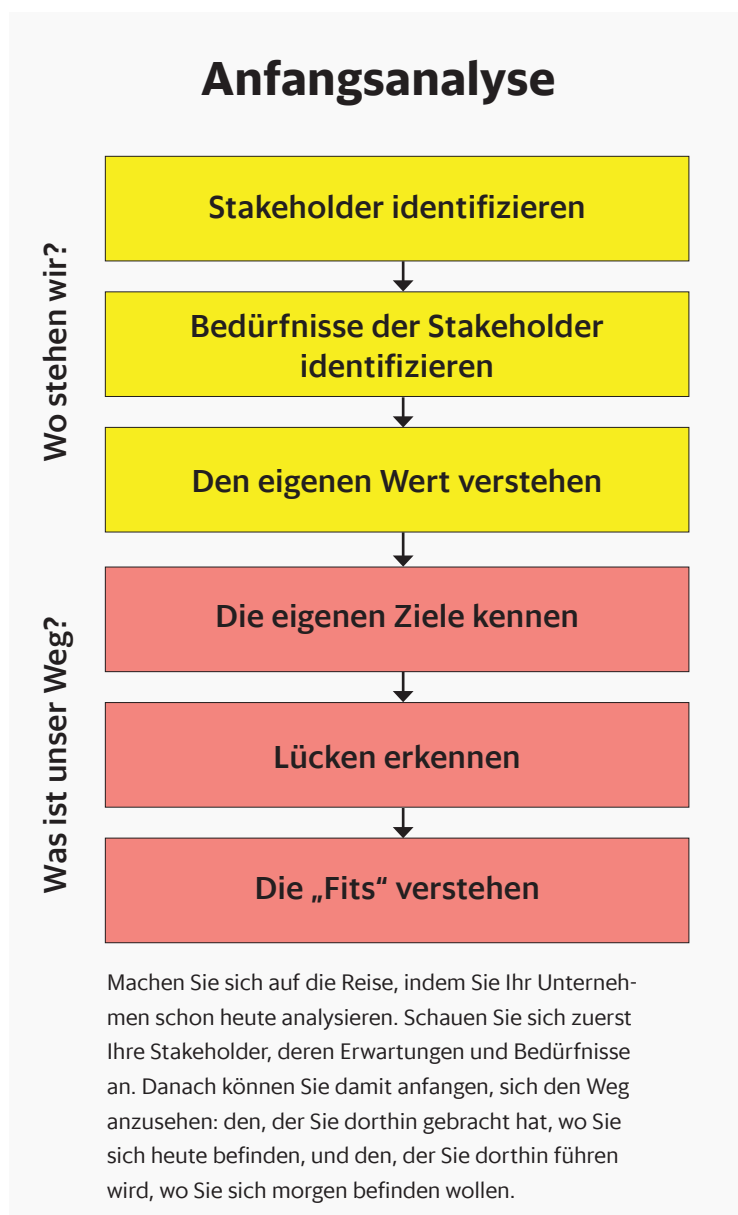 Anfangsanalyse
Wo stehen wir?
Stakeholder identifizieren
Bedürfnisse der Stakeholder
identifizieren
Den eigenen Wert verstehen
Was ist unser Weg?
Die eigenen Ziele kennen
Lücken erkennen
Die „Fits“ verstehen
Machen Sie sich auf die Reise, indem Sie Ihr Unterneh-
men schon heute analysieren. Schauen Sie sich zuerst
Ihre Stakeholder, deren Erwartungen und Bedürfnisse
an. Danach können Sie damit anfangen, sich den Weg
anzusehen: den, der Sie dorthin gebracht hat, wo Sie
sich heute befinden, und den, der Sie dorthin führen
wird, wo Sie sich morgen befinden wollen.